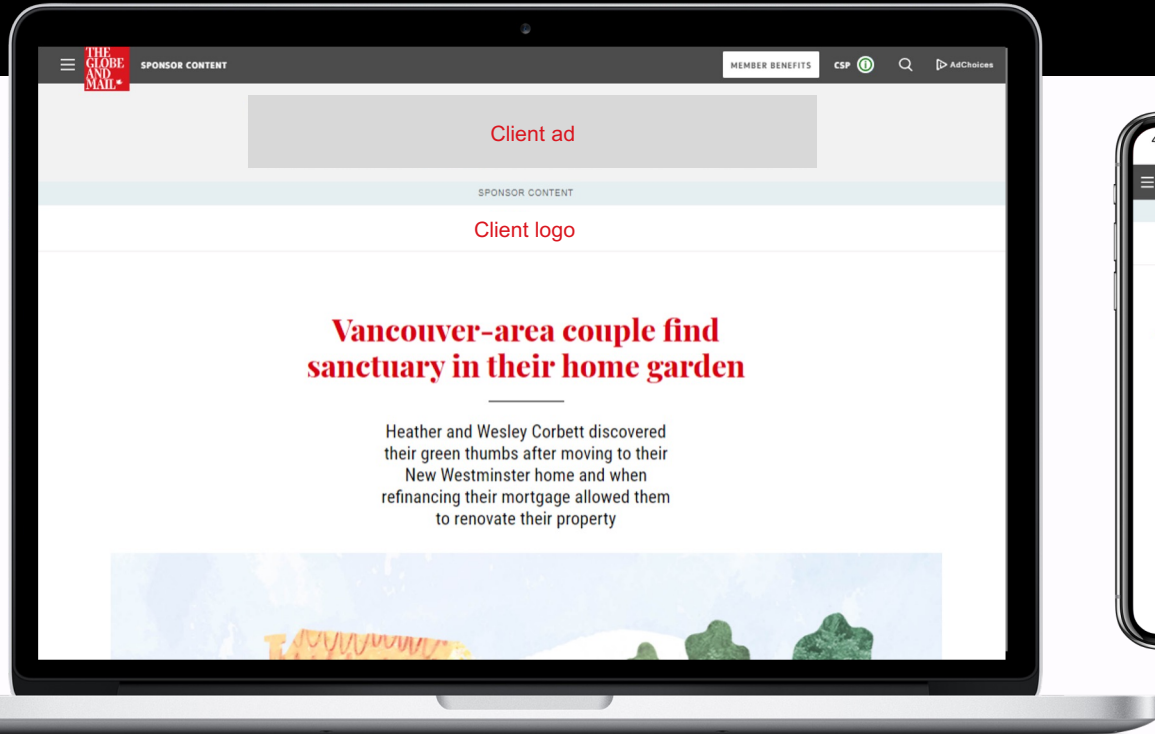 THE
GLOBE
AND
MAIL
SPONSOR CONTENT
MEMBER BENEFITS
CSP
AdChoices
Client ad
SPONSOR CONTENT
Client logo
Vancouver-area couple find
sanctuary in their home garden
Heather and Wesley Corbett discovered
their green thumbs after moving to their
New Westminster home and when
refinancing their mortgage allowed them
to renovate their property